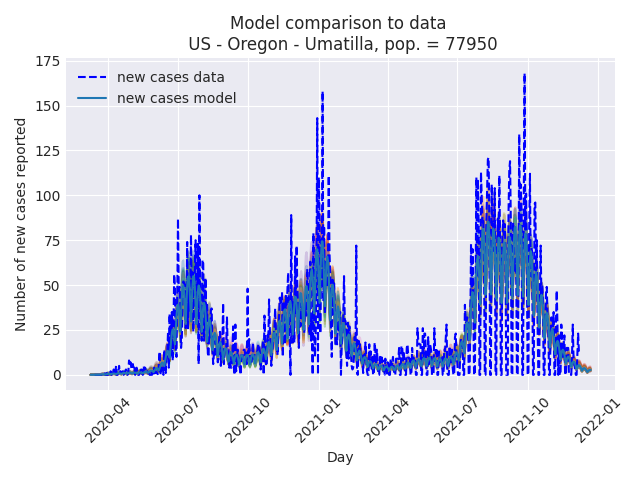 Model comparison to data
US - Oregon - Umatilla, pop. = 77950
new cases data
new cases model
Number of new cases reported
175
150
125
100
75
50
25
0
2020-04
2020-07
2020-10
2021-01
2021-04
2021-07
2021-10
2022-01
Day